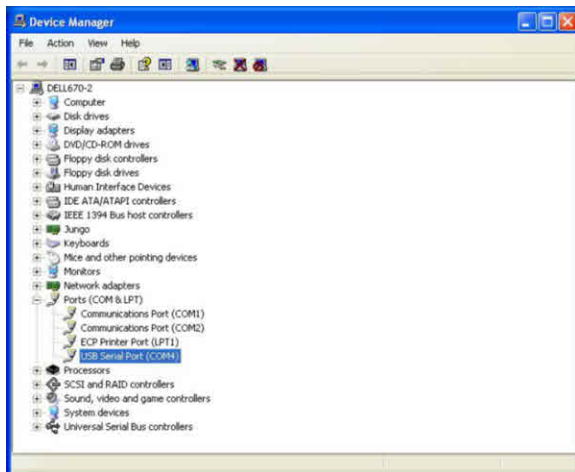 Device Manager
File Action View Help
DELL670-2
Computer
Disk drives
Display adapters
DVD/CD-ROM drives
Floppy disk controllers
Floppy disk drives
Human Interface Devices
IDE ATA/ATAPI controllers
IEEE 1394 Bus host controllers
Jungo
Keyboards
Mice and other pointing devices
Monitors
Network adapters
Ports (COM & LPT)
Communications Port (COM1)
Communications Port (COM2)
ECP Printer Port (LPT1)
USB Serial Port (COM4)
Processors
SCSI and RAID controllers
Sound, video and game controllers
System devices
Universal Serial Bus controllers